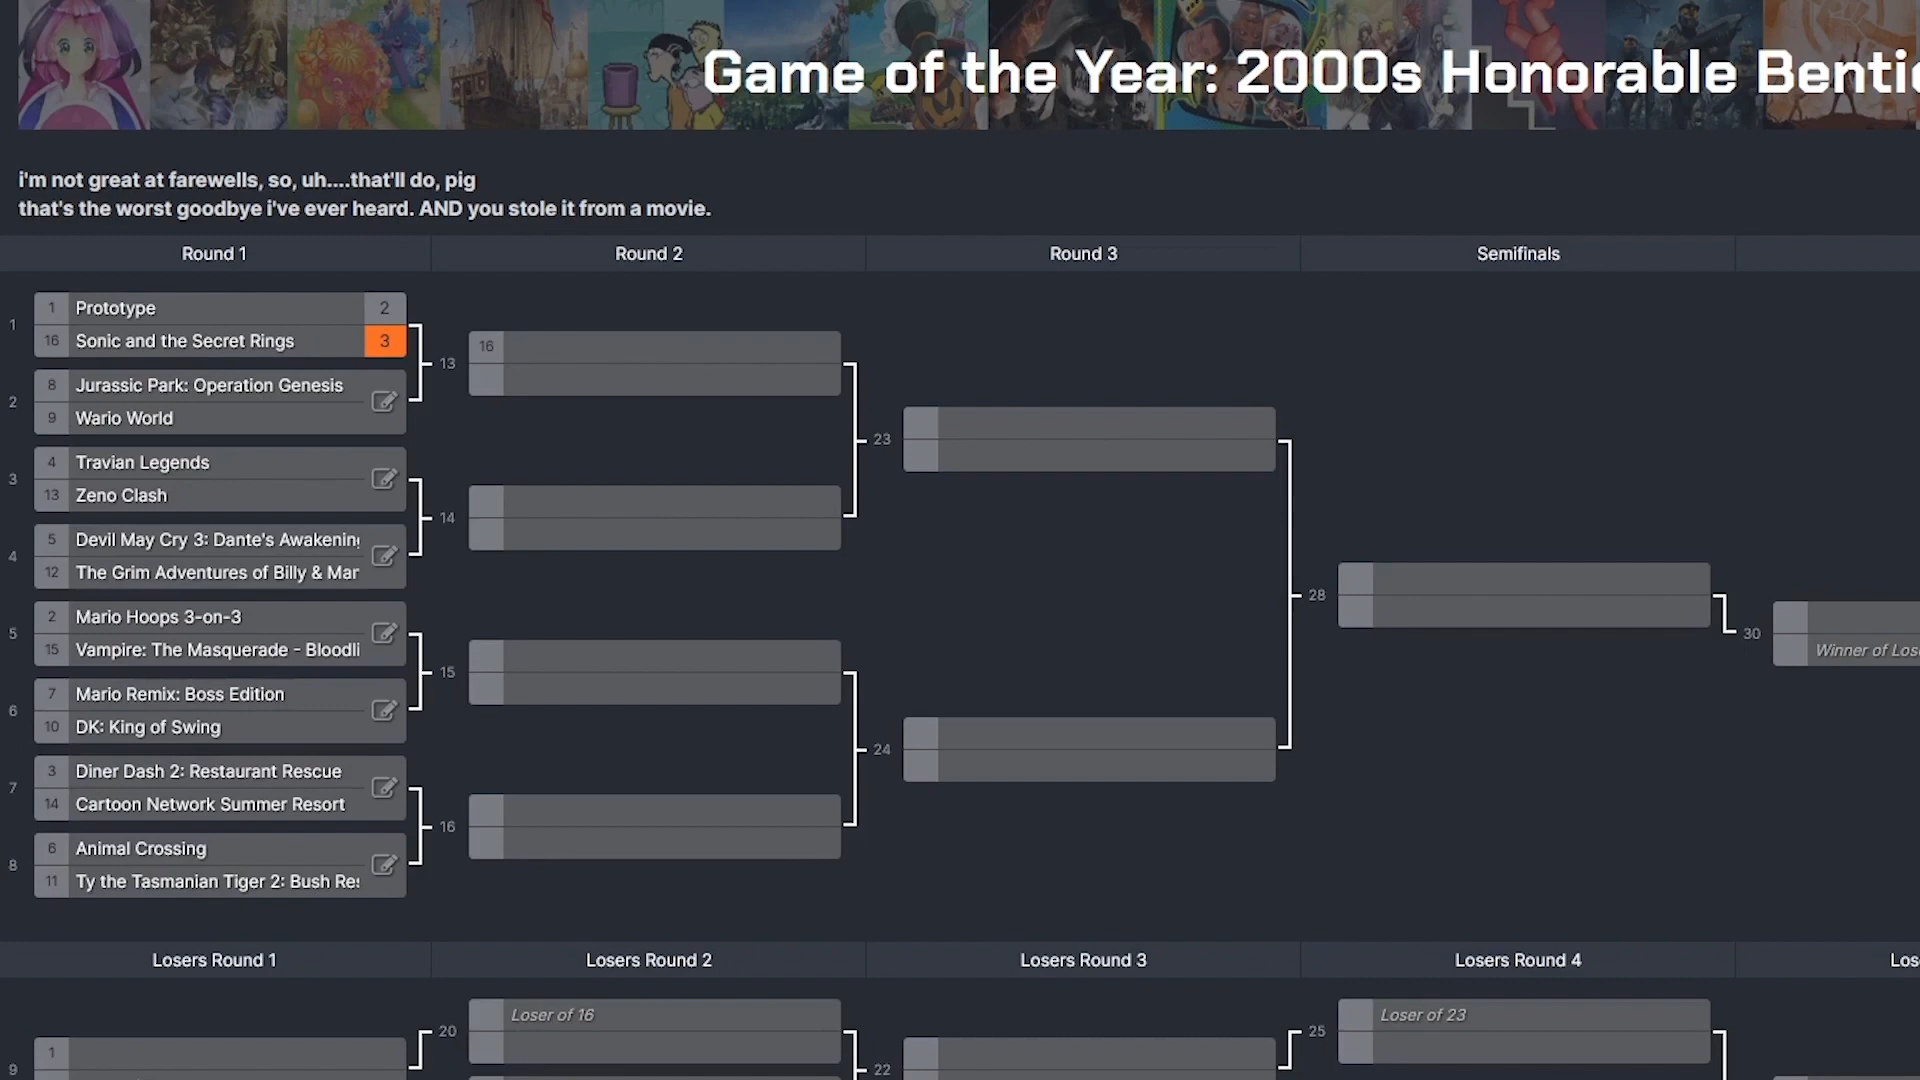 Game of the Year: 2000s Honorable
i'm not great at farewells, so, uh....that'll do, pig
that's the worst goodbye i've ever heard. AND you stole it from a movie.
Round 1
Round 2
Round 3
Semifinals
1
1 Prototype 2
16 Sonic and the Secret Rings 3
2
8 Jurassic Park: Operation Genesis
9 Wario World
3
4 Travian Legends
13 Zeno Clash
4
5 Devil May Cry 3: Dante's Awakening
12 The Grim Adventures of Billy & Mar
5
2 Mario Hoops 3-on-3
15 Vampire: The Masquerade - Bloodli
6
7 Mario Remix: Boss Edition
10 DK: King of Swing
7
3 Diner Dash 2: Restaurant Rescue
14 Cartoon Network Summer Resort
8
6 Animal Crossing
11 Ty the Tasmanian Tiger 2: Bush Res
13
16
14
15
16
23
24
28
30
Winner of Los
Losers Round 1
Losers Round 2
Losers Round 3
Losers Round 4
Los
9
1
20
Loser of 16
22
25
Loser of 23